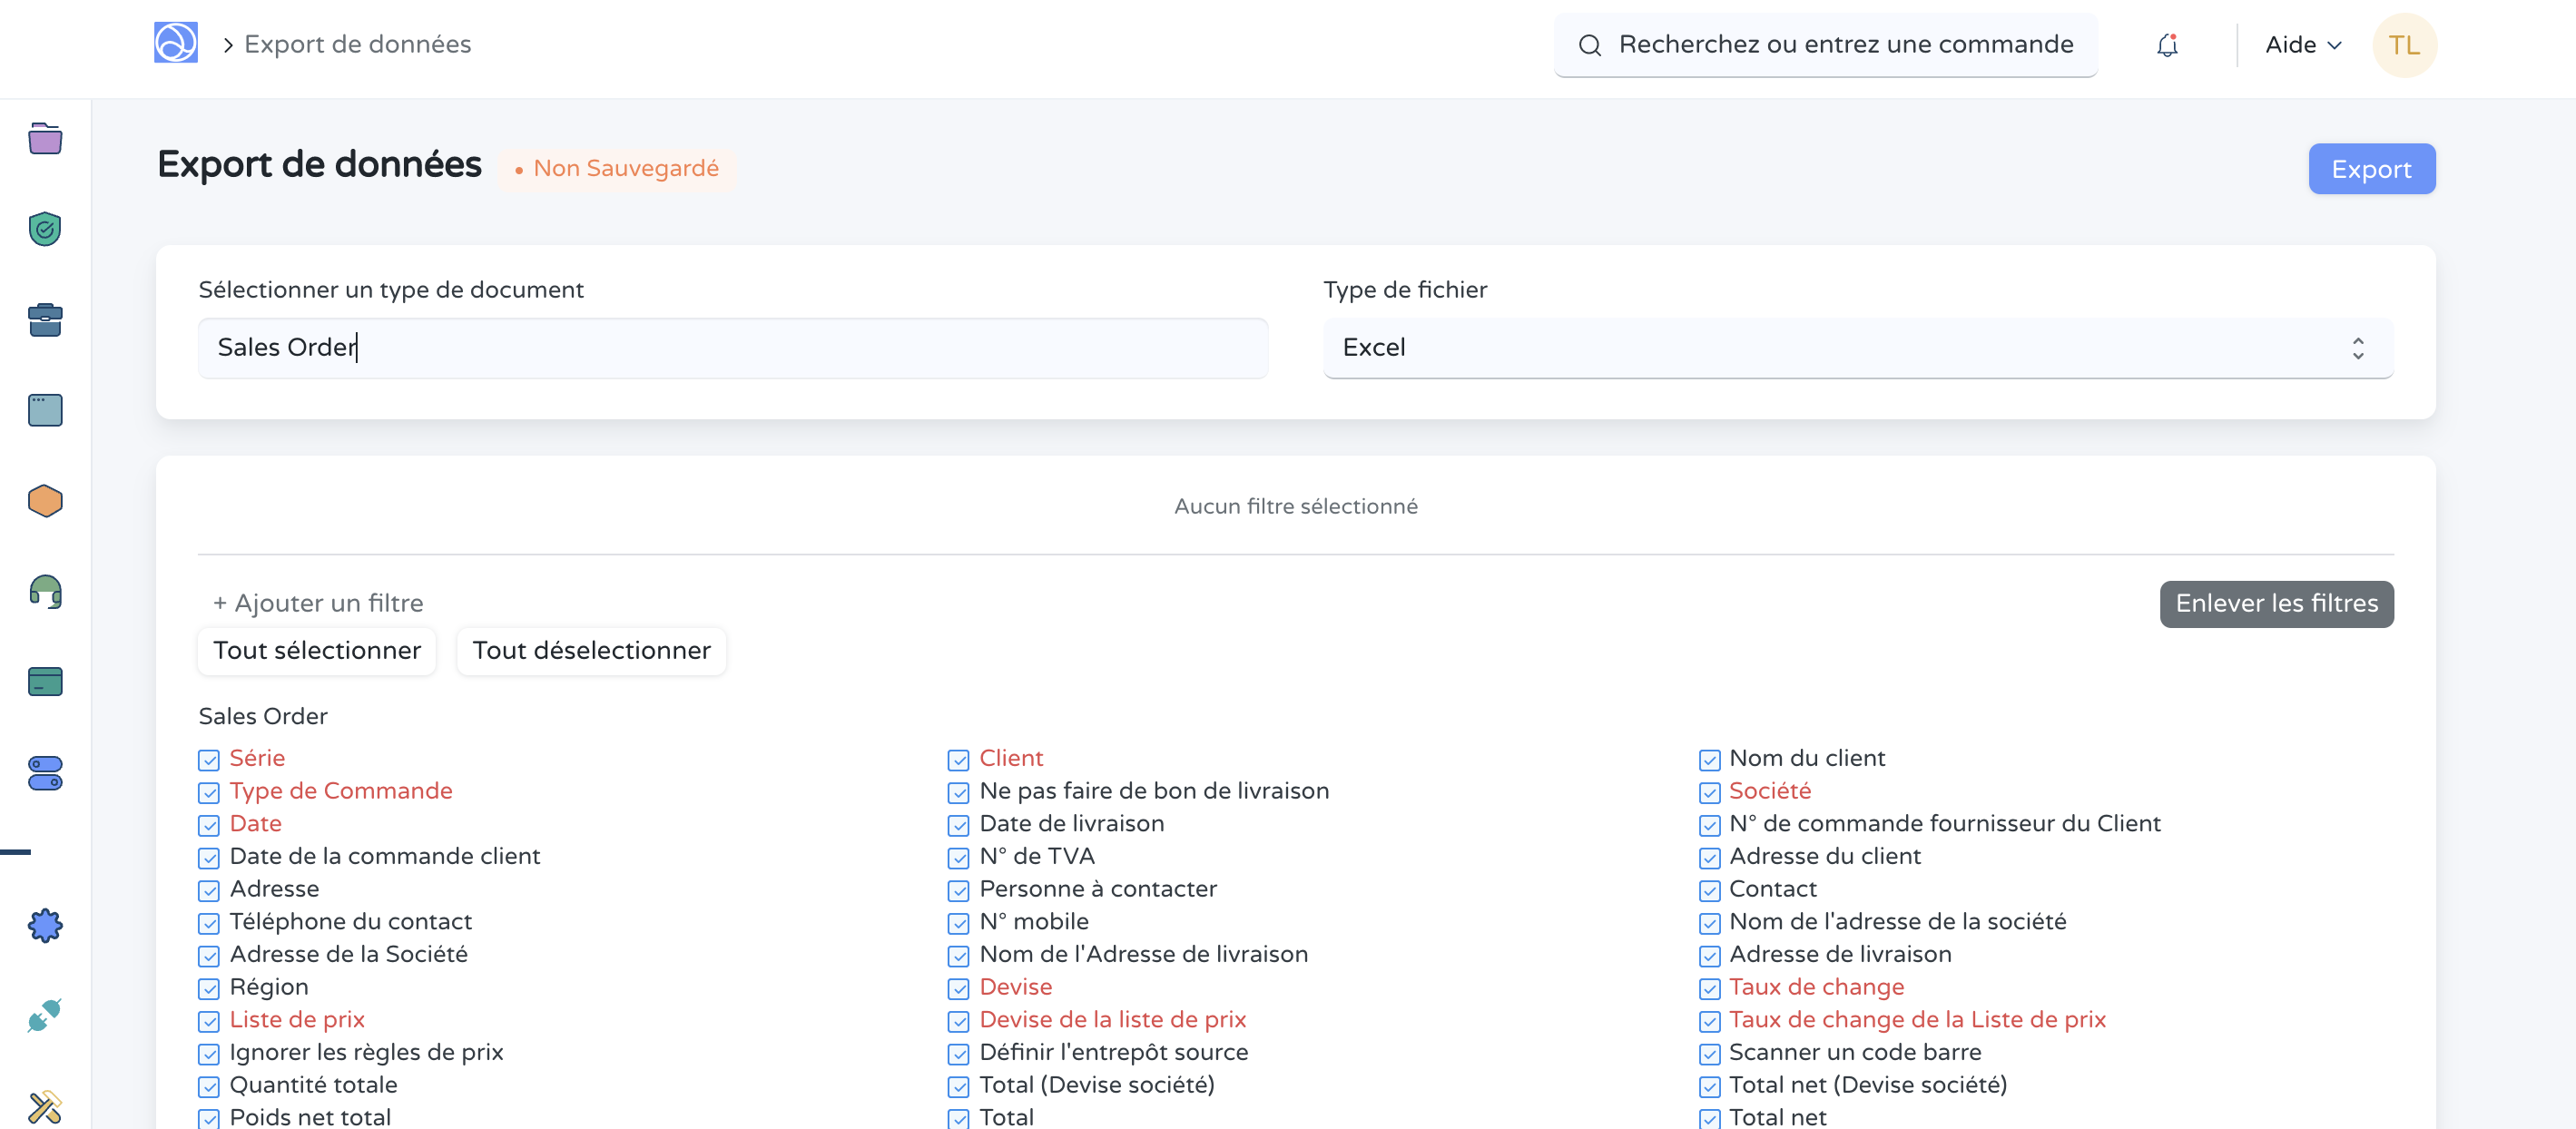 Export de données
Recherchez ou entrez une commande
Aide
TL
Export de données
Non Sauvegardé
Export
Sélectionner un type de document
Type de fichier
Sales Order
Excel
Aucun filtre sélectionné
+ Ajouter un filtre
Enlever les filtres
Tout sélectionner
Tout déselectionner
Sales Order
Série
Client
Nom du client
Type de Commande
Ne pas faire de bon de livraison
Société
Date
Date de livraison
N° de commande fournisseur du Client
Date de la commande client
N° de TVA
Adresse du client
Adresse
Personne à contacter
Contact
Téléphone du contact
N° mobile
Nom de l'adresse de la société
Adresse de la Société
Nom de l'Adresse de livraison
Adresse de livraison
Région
Devise
Taux de change
Liste de prix
Devise de la liste de prix
Taux de change de la Liste de prix
Ignorer les règles de prix
Définir l'entrepôt source
Scanner un code barre
Quantité totale
Total (Devise société)
Total net (Devise société)
Poids net total
Total
Total net